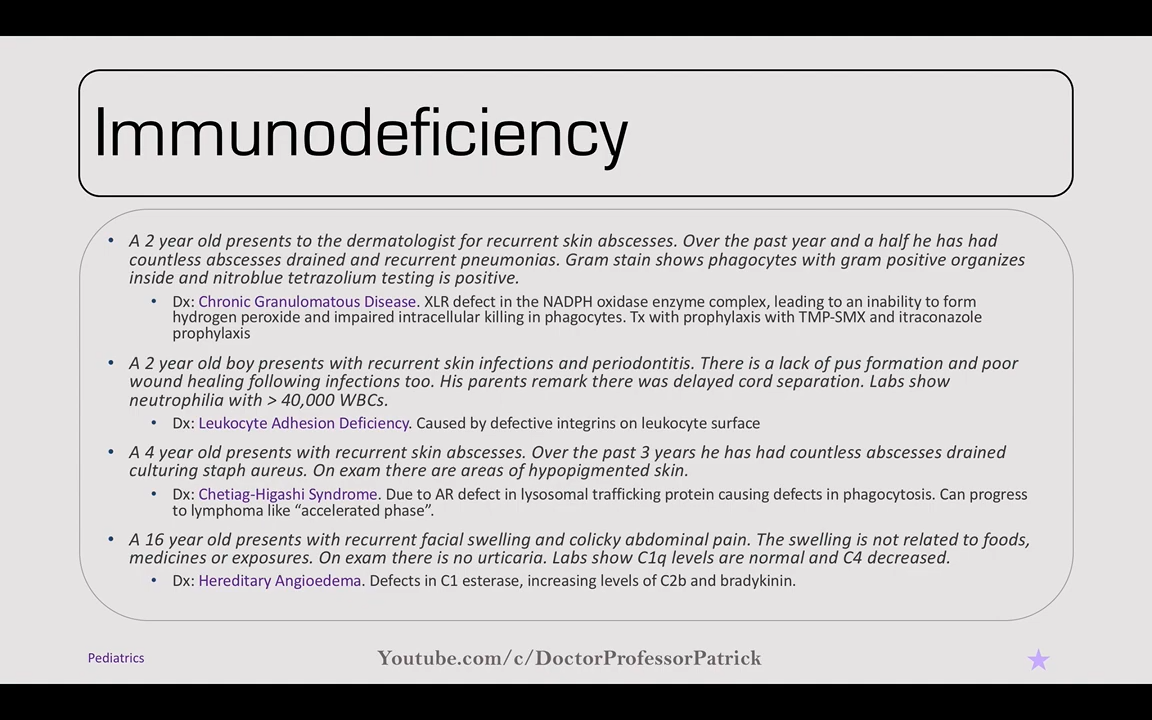 Immunodeficiency
• A 2 year old presents to the dermatologist for recurrent skin abscesses. Over the past year and a half he has had
countless abscesses drained and recurrent pneumonias. Gram stain shows phagocytes with gram positive organizes
inside and nitroblue tetrazolium testing is positive.
• Dx: Chronic Granulomatous Disease. XLR defect in the NADPH oxidase enzyme complex, leading to an inability to form
hydrogen peroxide and impaired intracellular killing in phagocytes. Tx with prophylaxis with TMP-SMX and itraconazole
prophylaxis
• A 2 year old boy presents with recurrent skin infections and periodontitis. There is a lack of pus formation and poor
wound healing following infections too. His parents remark there was delayed cord separation. Labs show
neutrophilia with > 40,000 WBCs.
• Dx: Leukocyte Adhesion Deficiency. Caused by defective integrins on leukocyte surface
• A 4 year old presents with recurrent skin abscesses. Over the past 3 years he has had countless abscesses drained
culturing staph aureus. On exam there are areas of hypopigmented skin.
• Dx: Chetiag-Higashi Syndrome. Due to AR defect in lysosomal trafficking protein causing defects in phagocytosis. Can progress
to lymphoma like “accelerated phase”.
• A 16 year old presents with recurrent facial swelling and colicky abdominal pain. The swelling is not related to foods,
medicines or exposures. On exam there is no urticaria. Labs show C1q levels are normal and C4 decreased.
• Dx: Hereditary Angioedema. Defects in C1 esterase, increasing levels of C2b and bradykinin.
Pediatrics
Youtube.com/c/DoctorProfessorPatrick